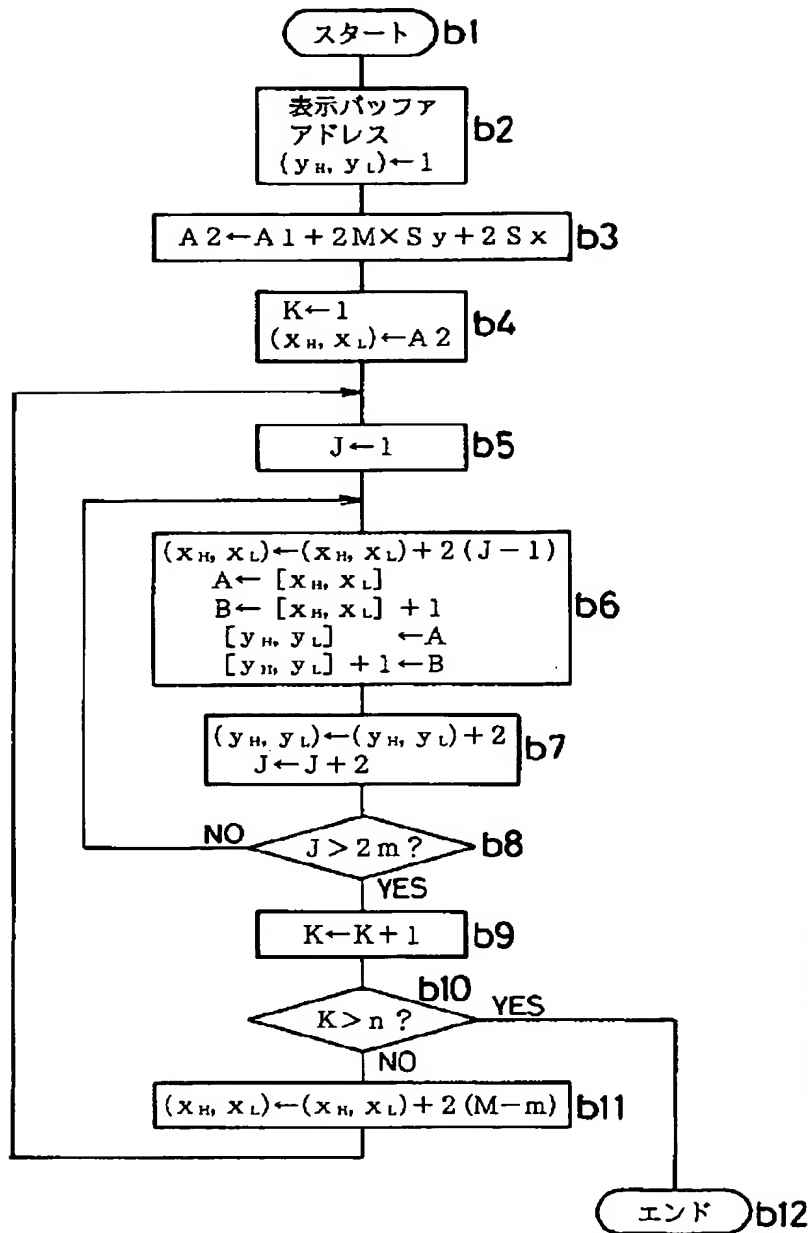 スタート b1
表示バッファ
アドレス
(yH, yL)←1 b2
A2←A1+2M×Sy+2Sx b3
K←1
(xH, xL)←A2 b4
J←1 b5
(xH, xL)←(xH, xL)+2(J−1)
A←[xH, xL]
B←[xH, xL]+1
[yH, yL] ←A
[yH, yL]+1←B b6
(yH, yL)←(yH, yL)+2
J←J+2 b7
NO
J>2m? b8
YES
K←K+1 b9
b10
K>n? YES
NO
(xH, xL)←(xH, xL)+2(M−m) b11
エンド b12